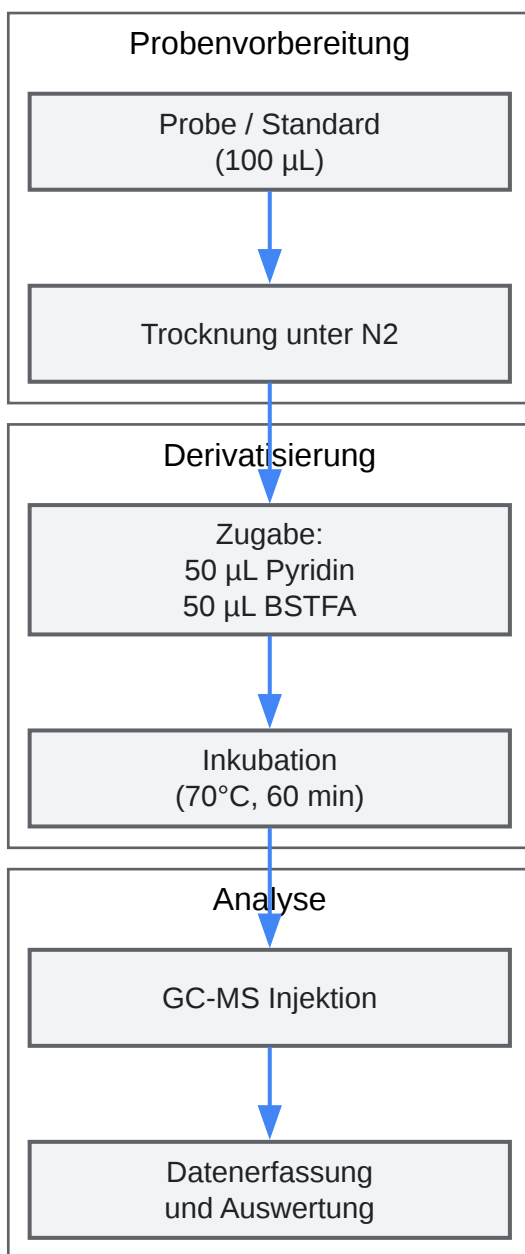 Probenvorbereitung
Probe / Standard
(100 µL)
Trocknung unter N2
Derivatisierung
Zugabe:
50 µL Pyridin
50 µL BSTFA
Inkubation
(70°C, 60 min)
Analyse
GC-MS Injektion
Datenerfassung
und Auswertung